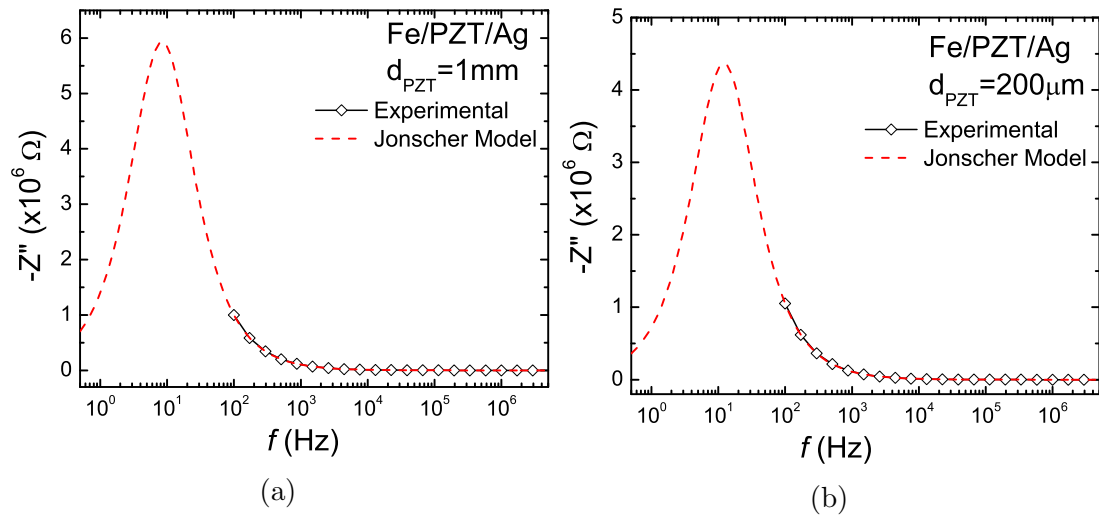 Fe/PZT/Ag
d_PZT=1mm
Experimental
Jonscher Model
-Z'' (x10^6 Ω)
6
5
4
3
2
1
0
10^0 10^1 10^2 10^3 10^4 10^5 10^6
f (Hz)
(a)
Fe/PZT/Ag
d_PZT=200μm
Experimental
Jonscher Model
-Z'' (x10^6 Ω)
5
4
3
2
1
0
10^0 10^1 10^2 10^3 10^4 10^5 10^6
f (Hz)
(b)